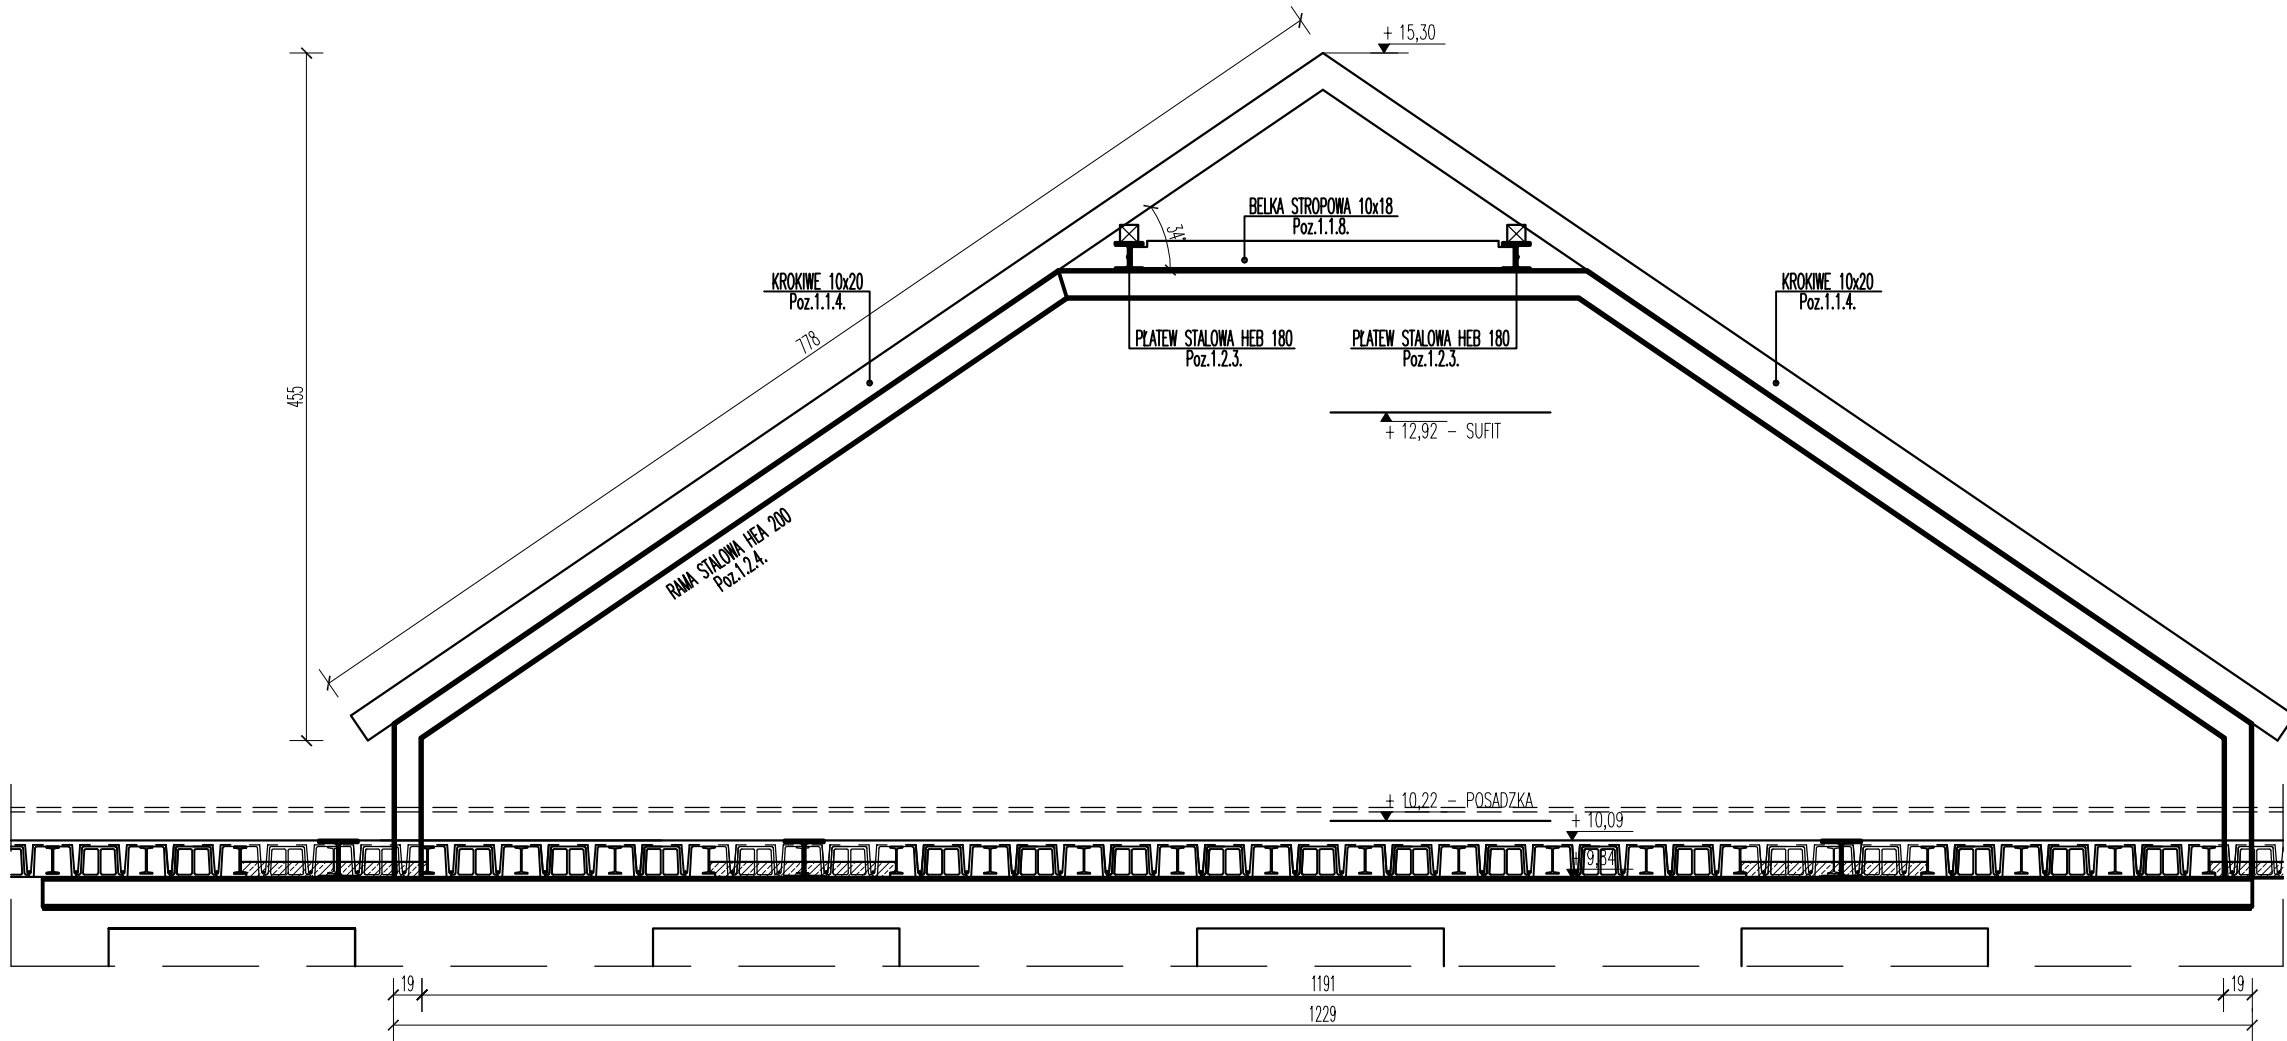 + 15,30
BELKA STROPOWA 10x18
Poz.1.1.8.
34°
KROKIWE 10x20
Poz.1.1.4.
KROKIWE 10x20
Poz.1.1.4.
778
PŁATEW STALOWA HEB 180
Poz.1.2.3.
PŁATEW STALOWA HEB 180
Poz.1.2.3.
455
+ 12,92 - SUFIT
RAMA STALOWA HEA 200
Poz.1.2.4.
+ 10,22 - POSADZKA
+ 10,09
+ 9,84
19
1191
19
1229